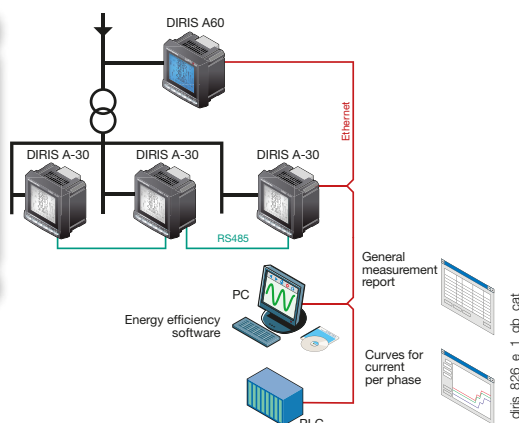 DIRIS A60
Ethernet
DIRIS A-30
DIRIS A-30
DIRIS A-30
RS485
General
measurement
report
PC
Energy efficiency
software
Curves for
current
per phase
PLC
diris_826_e_1_gb_cat